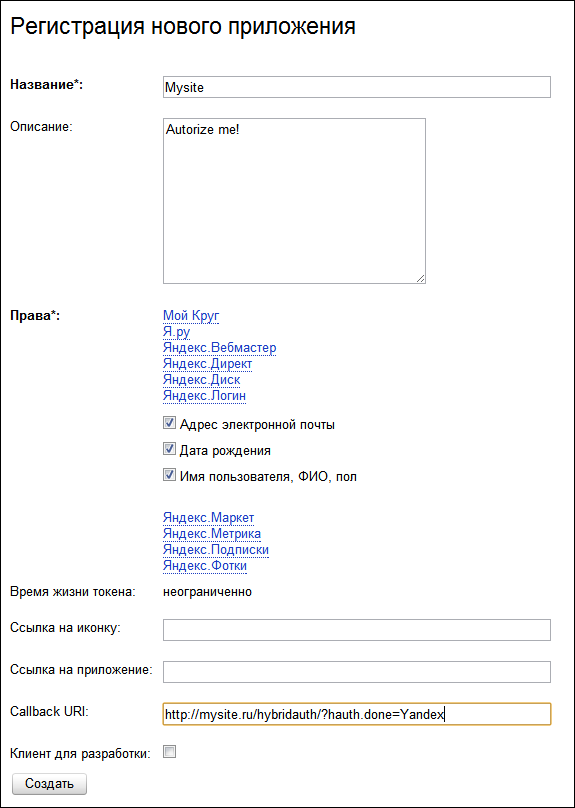 Регистрация нового приложения
Название*: Mysite
Описание: Autorize me!
Права*: Мой Круг
Я.ру
Яндекс.Вебмастер
Яндекс.Директ
Яндекс.Диск
Яндекс.Логин
Адрес электронной почты
Дата рождения
Имя пользователя, ФИО, пол
Яндекс.Маркет
Яндекс.Метрика
Яндекс.Подписки
Яндекс.Фотки
Время жизни токена: неограниченно
Ссылка на иконку:
Ссылка на приложение:
Callback URI: http://mysite.ru/hybridauth/?hauth.done=Yandex
Клиент для разработки:
Создать